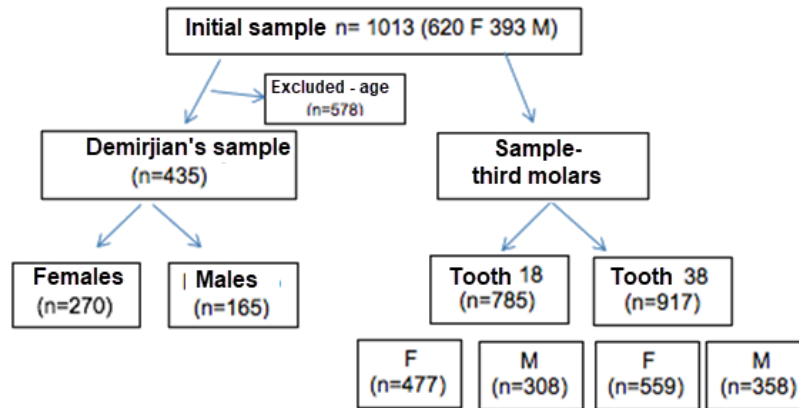 Initial sample n= 1013 (620 F 393 M)
Excluded - age
(n=578)
Demirjian's sample
(n=435)
Sample-
third molars
Females
(n=270)
Males
(n=165)
Tooth 18
(n=785)
Tooth 38
(n=917)
F
(n=477)
M
(n=308)
F
(n=559)
M
(n=358)